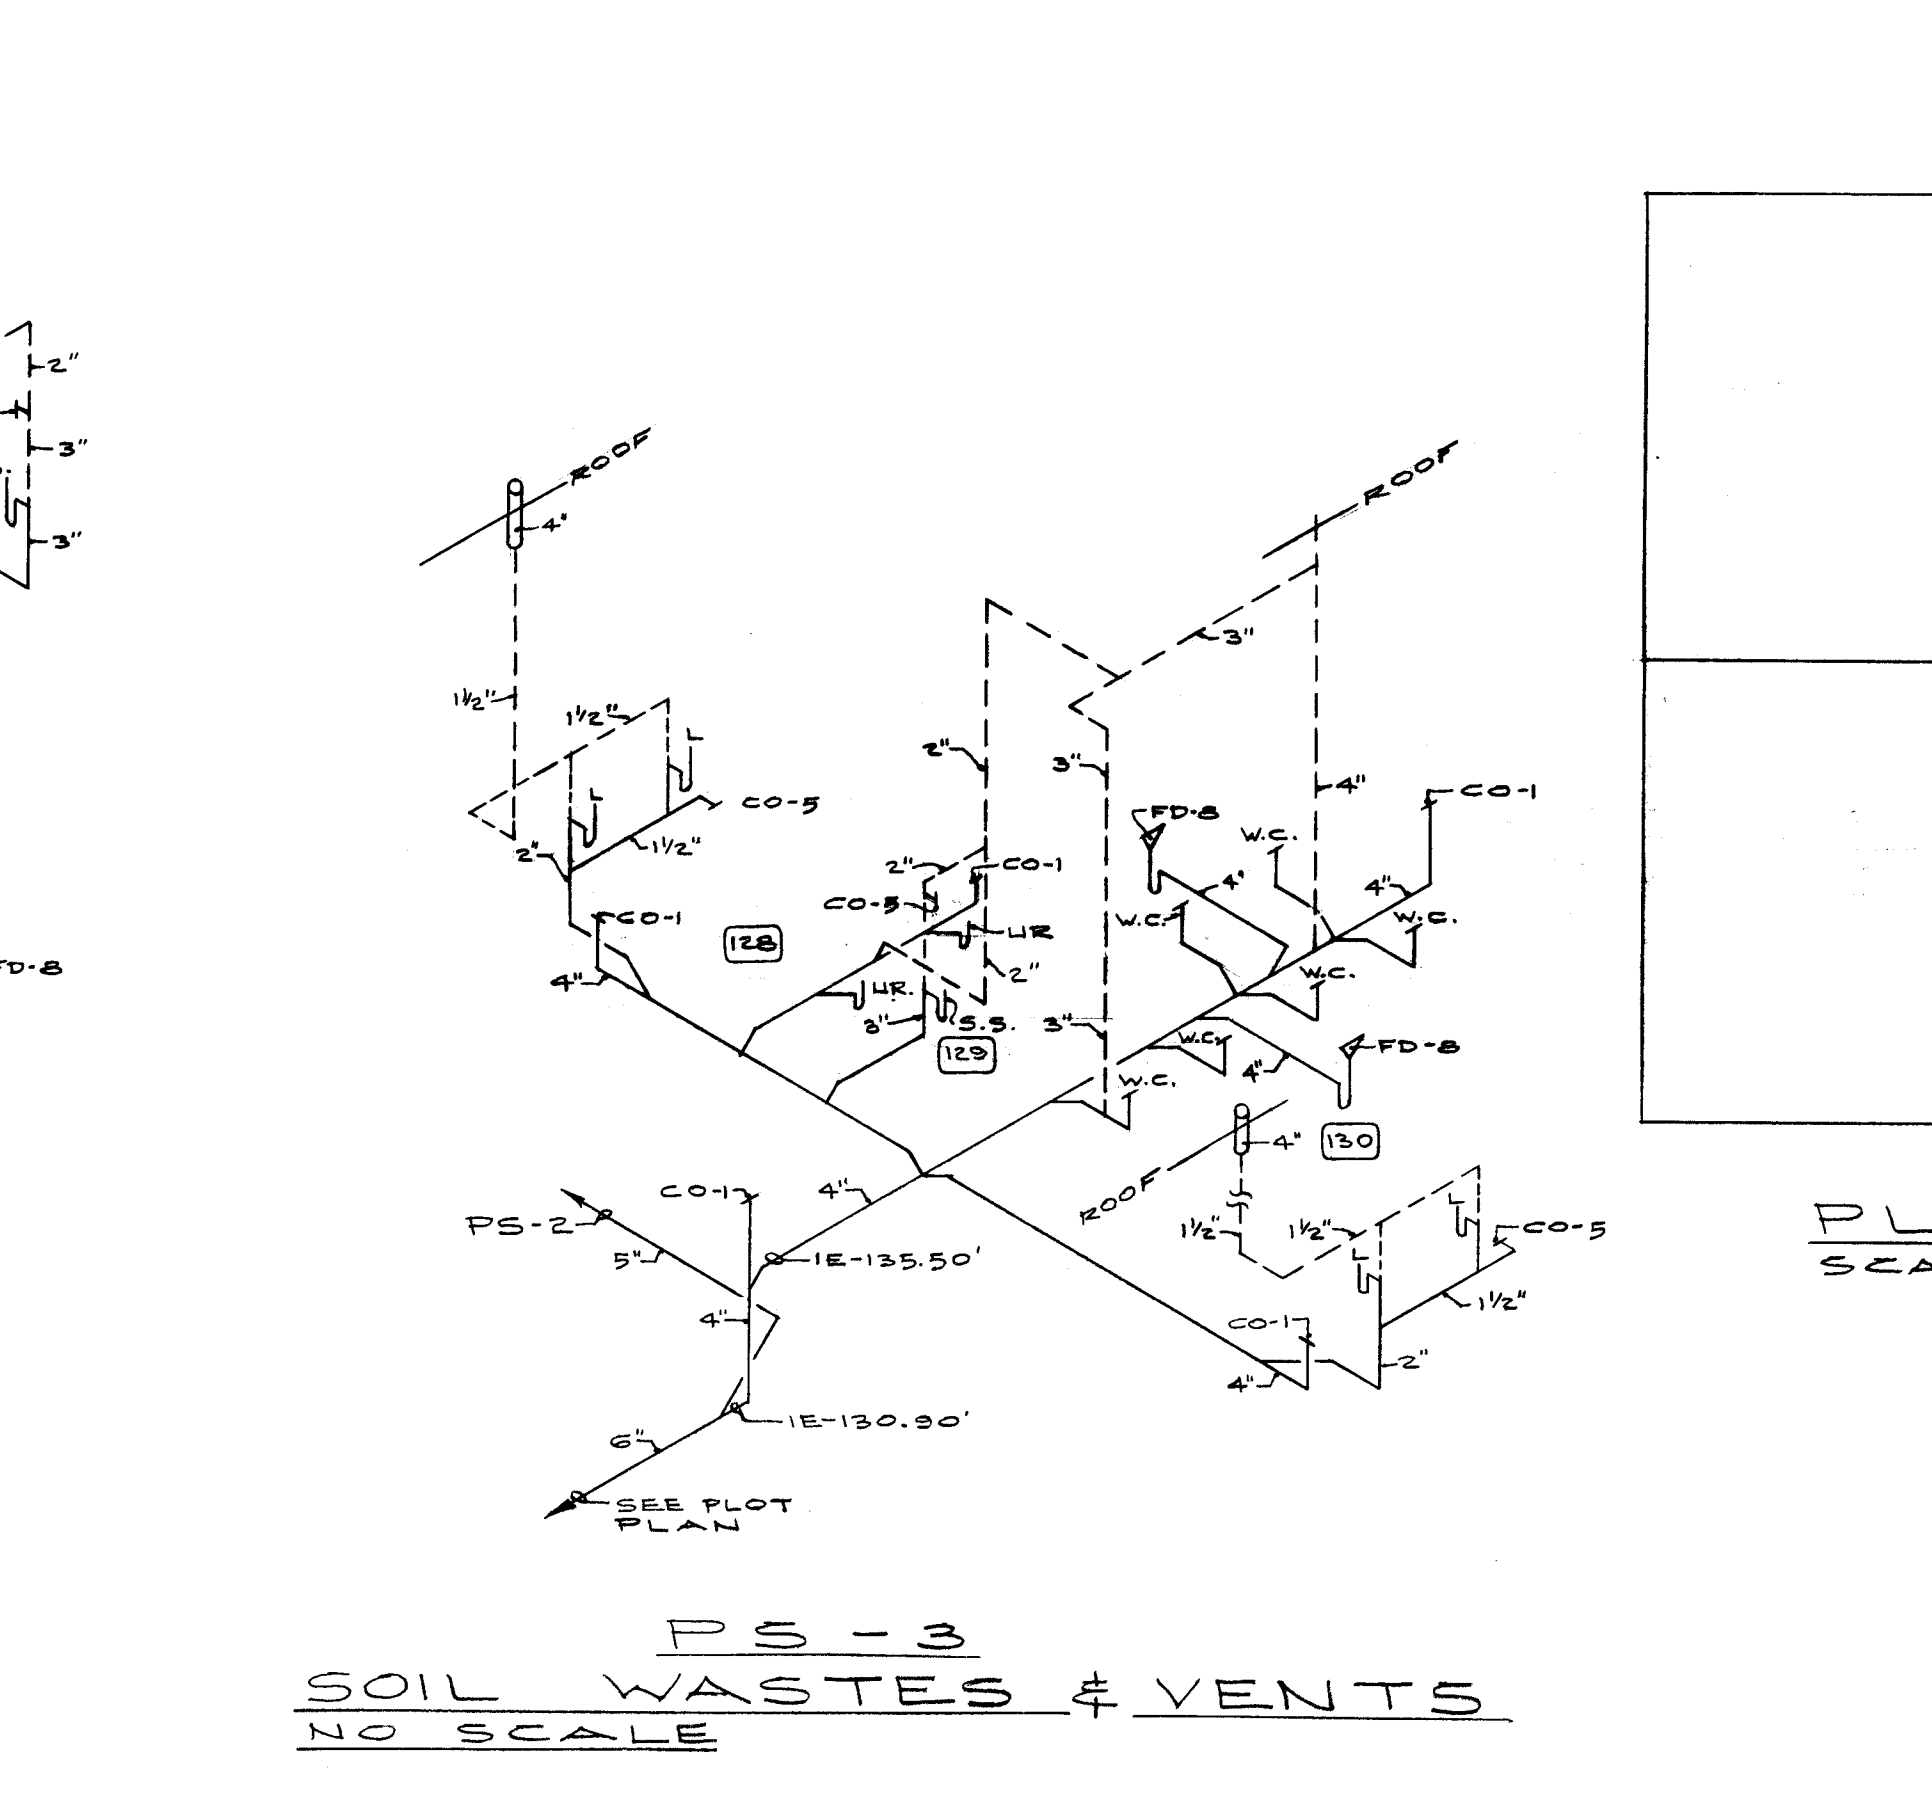 ROOF
ROOF
2"
4"
3"
3"
3"
1½"
1½"
L
2"
3"
4"
CO-1
CO-5
L
FD-8
W.C.
1½"
2"
2"
CO-1
4"
4"
CO-5
W.C.
W.C.
CO-1
128
UR
FD-8
4"
2"
W.C.
UR.
3"
S.S.
3"
129
W.C.
4"
FD-8
W.C.
4"
130
CO-1
4"
ROOF
PS-2
1½"
1½"
L
CO-5
5"
IE-135.50'
L
4"
1½"
CO-1
2"
4"
IE-130.90'
6"
SEE PLOT
PLAN
PS-3
SOIL WASTES & VENTS
NO SCALE